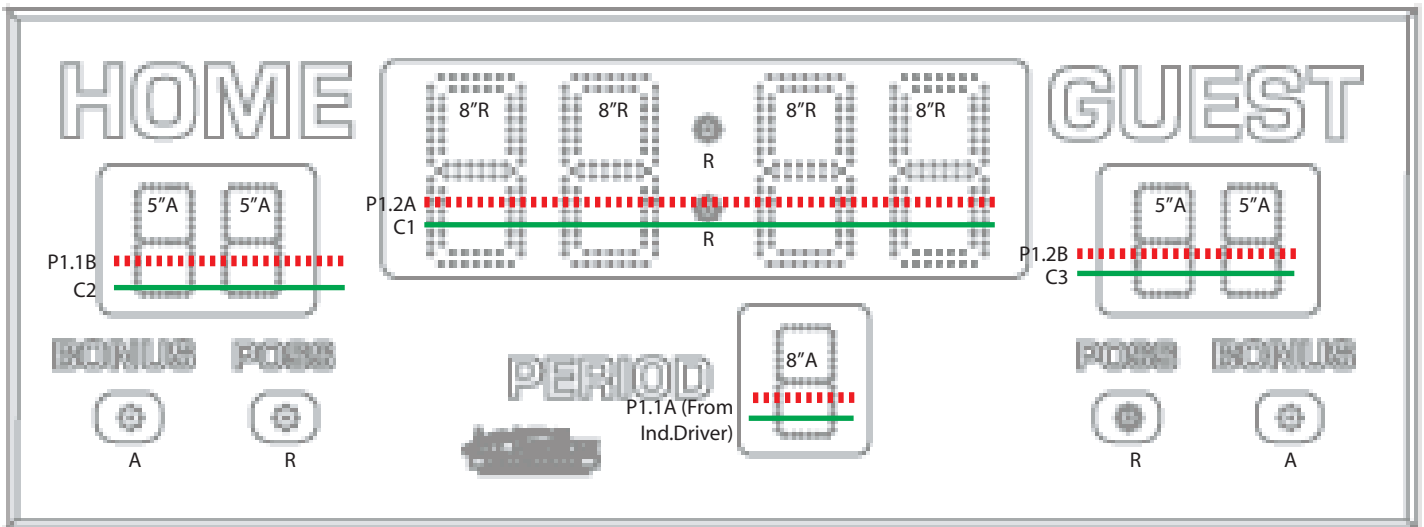 HOME
GUEST
8”R 8”R 8”R 8”R
R
5”A 5”A
5”A 5”A
P1.2A
C1
R
P1.1B
C2
P1.2B
C3
BONUS POSS
POSS BONUS
8”A
PERIOD
P1.1A (From
Ind.Driver)
A R
R A